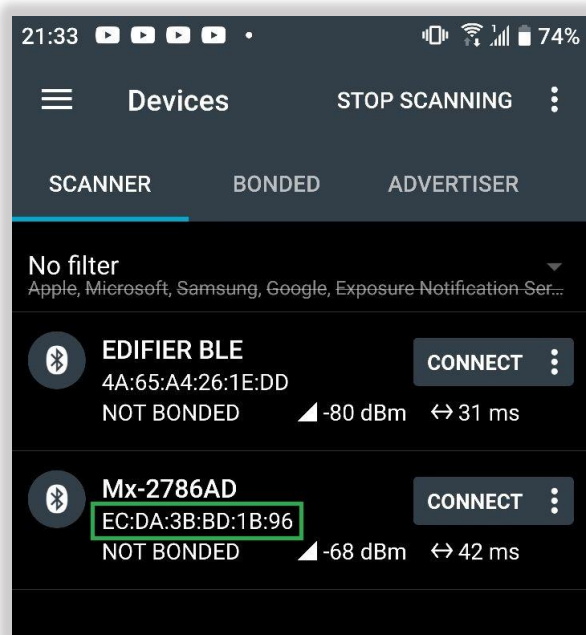 21:33 74%
Devices STOP SCANNING
SCANNER BONDED ADVERTISER
No filter
Apple, Microsoft, Samsung, Google, Exposure Notification Ser...
EDIFIER BLE
CONNECT
4A:65:A4:26:1E:DD
NOT BONDED -80 dBm ↔ 31 ms
Mx-2786AD
CONNECT
EC:DA:3B:BD:1B:96
NOT BONDED -68 dBm ↔ 42 ms